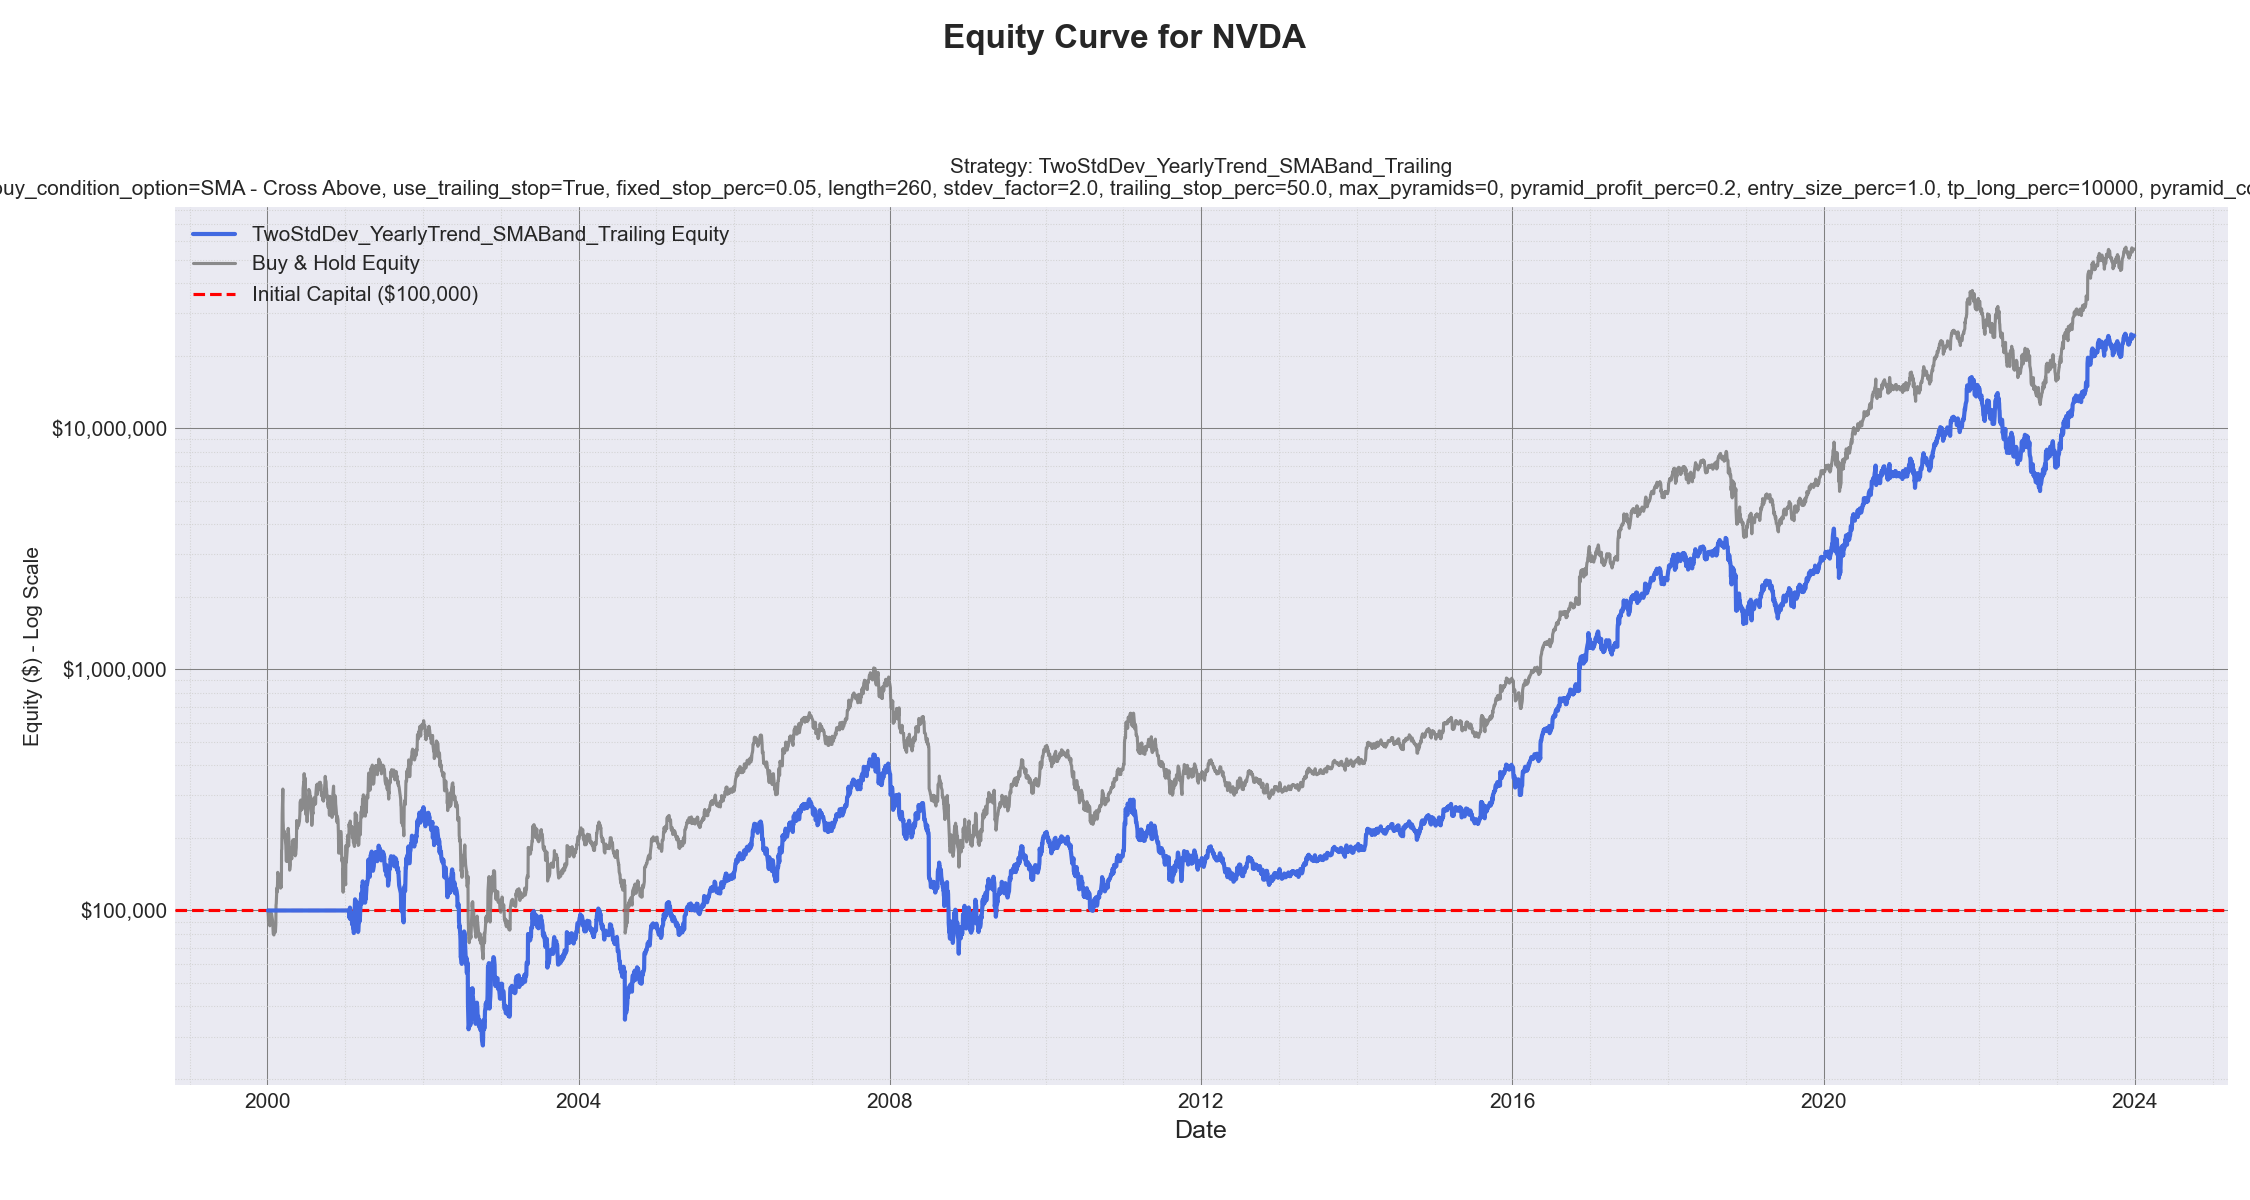 Equity Curve for NVDA
Strategy: TwoStdDev_YearlyTrend_SMABand_Trailing
buy_condition_option=SMA - Cross Above, use_trailing_stop=True, fixed_stop_perc=0.05, length=260, stdev_factor=2.0, trailing_stop_perc=50.0, max_pyramids=0, pyramid_profit_perc=0.2, entry_size_perc=1.0, tp_long_perc=10000,
TwoStdDev_YearlyTrend_SMABand_Trailing Equity
Buy & Hold Equity
Initial Capital ($100,000)
Equity ($) - Log Scale
$10,000,000
$1,000,000
$100,000
2000 2004 2008 2012 2016 2020 2024
Date